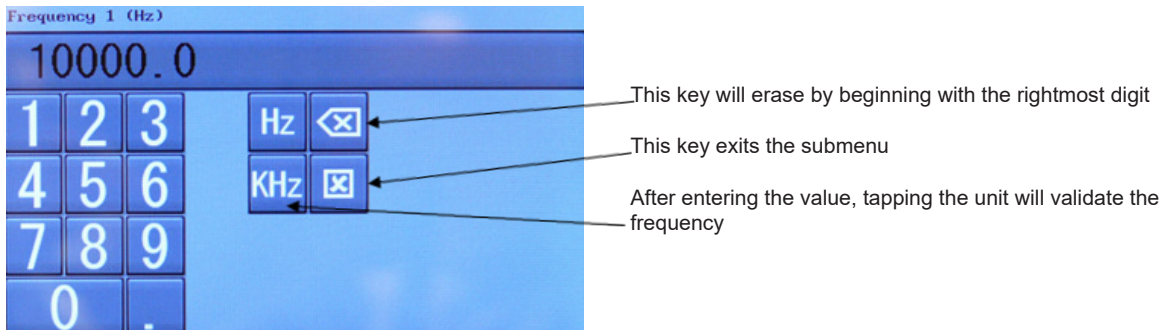 Frequency 1 (Hz)
10000.0
1 2 3 Hz
This key will erase by beginning with the rightmost digit
This key exits the submenu
4 5 6 KHz
After entering the value, tapping the unit will validate the
frequency
7 8 9
0 .